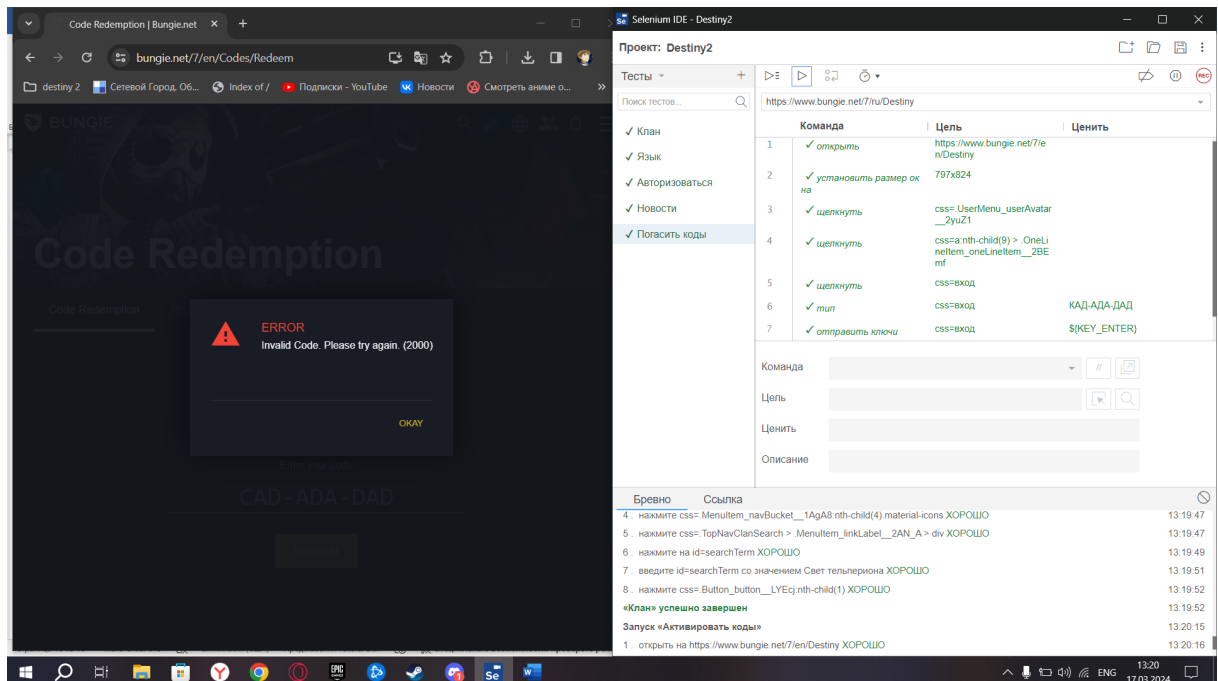 Code Redemption | Bungie.net
bungie.net/7/en/Codes/Redeem
destiny 2
Сетевой Город. Об...
Index of /
Подписки - YouTube
Новости
Смотреть аниме о...
»
BUNGIE
Code Redemption
Code Redemption
ERROR
Invalid Code. Please try again. (2000)
OKAY
Enter your code
CAD-ADA-DAD
Selenium IDE - Destiny2
Проект: Destiny2
Тесты
REC
Поиск тестов...
https://www.bungie.net/7/ru/Destiny
✓ Клан
✓ Язык
✓ Авторизоваться
✓ Новости
✓ Погасить коды
Команда Цель Ценить
1 ✓ открыть https://www.bungie.net/7/e
n/Destiny
2 ✓ установить размер ок 797x824
на
3 ✓ щелкнуть css=.UserMenu_userAvatar
__2yuZ1
4 ✓ щелкнуть css=a:nth-child(9) > .OneLi
neItem_oneLineItem__2BE
mf
5 ✓ щелкнуть css=вход
6 ✓ тип css=вход КАД-АДА-ДАД
7 ✓ отправить ключи css=вход ${KEY_ENTER}
Команда
//
Цель
Ценить
Описание
Бревно Ссылка
4 . нажмите css=.MenuItem_navBucket__1AgA8:nth-child(4).material-icons ХОРОШО 13:19:47
5 . нажмите css=.TopNavClanSearch > .MenuItem_linkLabel__2AN_A > div ХОРОШО 13:19:47
6 . нажмите на id=searchTerm ХОРОШО 13:19:49
7 . введите id=searchTerm со значением Свет тельпериона ХОРОШО 13:19:51
8 . нажмите css=.Button_button__LYEcj:nth-child(1) ХОРОШО 13:19:52
«Клан» успешно завершен 13:19:52
Запуск «Активировать коды» 13:20:15
1 . открыть на https://www.bungie.net/7/en/Destiny ХОРОШО 13:20:16
EPIC
Se
W
ENG
13:20
17.03.2024